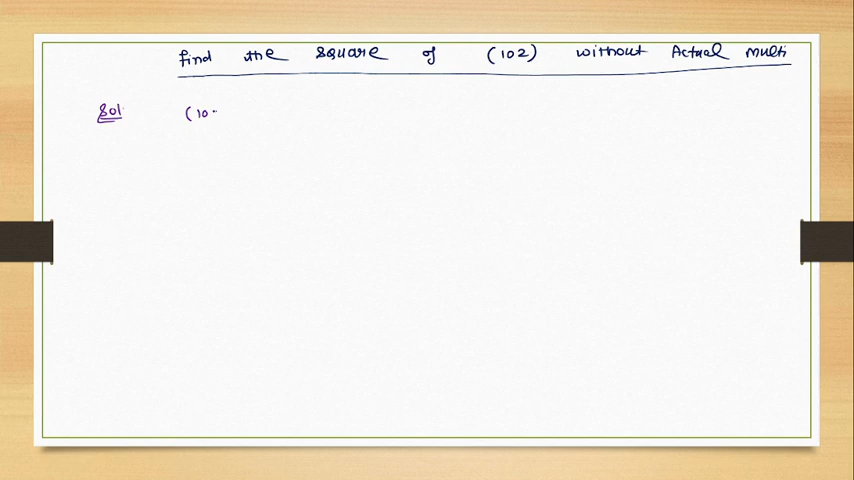 find the square of (102) without Actual multi
Sol. (10-